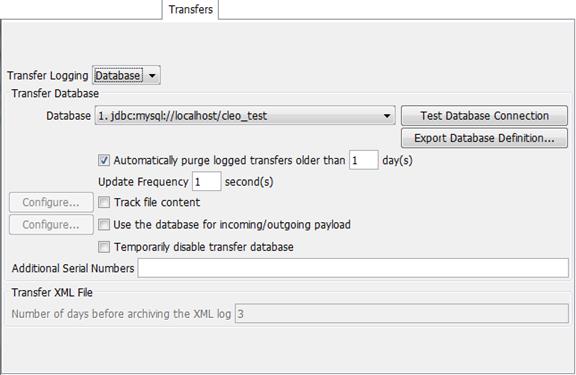 Transfers
Transfer Logging Database
Transfer Database
Database 1. jdbc:mysql://localhost/cleo_test Test Database Connection
Export Database Definition...
Automatically purge logged transfers older than 1 day(s)
Update Frequency 1 second(s)
Configure... Track file content
Configure... Use the database for incoming/outgoing payload
Temporarily disable transfer database
Additional Serial Numbers
Transfer XML File
Number of days before archiving the XML log 3